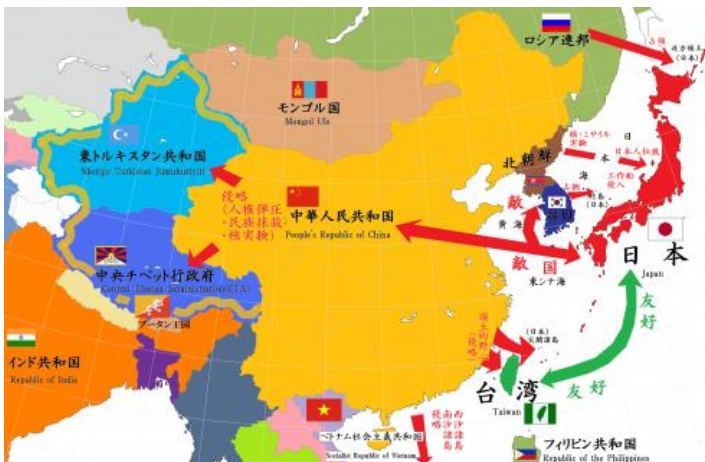 ロシア連邦
占領
北方領土
(日本)
モンゴル国
Mongol Uls
東トルキスタン共和国
侵略
(人権弾圧
・民族抹殺
・核実験)
中華人民共和国
People's Republic of China
中央チベット行政府
Central Tibetan Administration(CTA)
ブータン王国
インド共和国
Republic of India
北朝鮮
核・ミサイル
実験
日本人拉致
日
本
海
工作船
侵入
占領
竹島
(日本)
韓国
黄海
敵
敵国
東シナ海
日本
Japan
友好
友好
領土的野心
(侵略)
(日本)
尖閣諸島
台湾
Taiwan
ベトナム社会主義共和国
Socialist Republic of Vietnam
侵略
南沙諸島
西沙諸島
フィリピン共和国
Republic of the Philippines